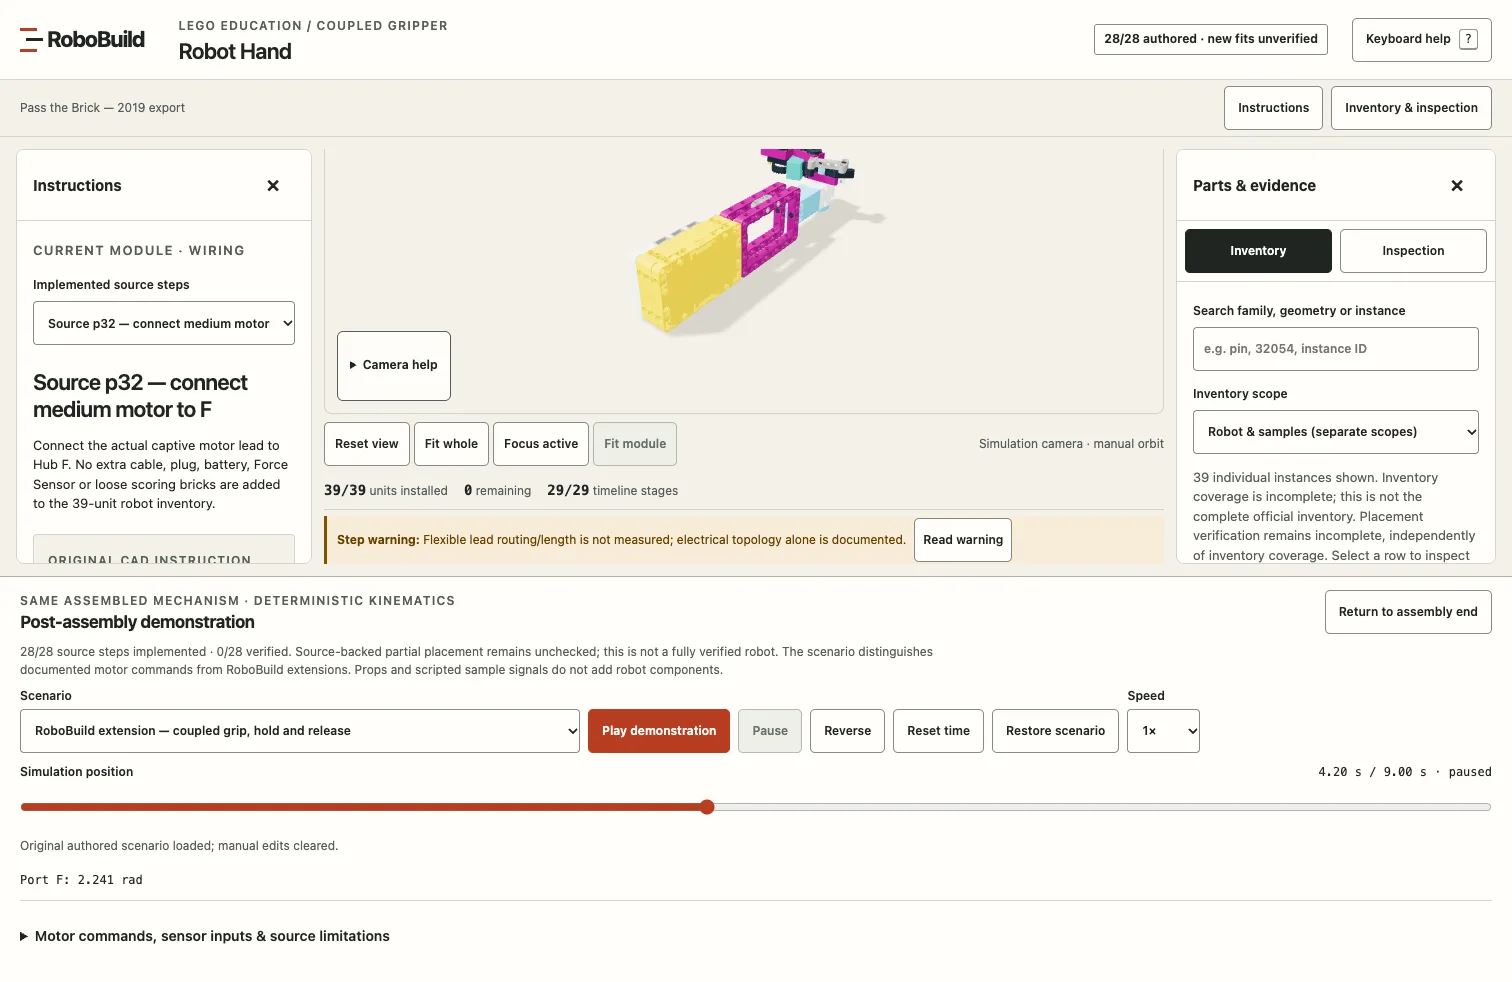 RoboBuild
LEGO EDUCATION / COUPLED GRIPPER
Robot Hand
28/28 authored · new fits unverified
Keyboard help ?
Pass the Brick — 2019 export
Instructions
Inventory & inspection
Instructions
CURRENT MODULE · WIRING
Implemented source steps
Source p32 — connect medium motor
Source p32 — connect
medium motor to F
Connect the actual captive motor lead to
Hub F. No extra cable, plug, battery, Force
Sensor or loose scoring bricks are added
to the 39-unit robot inventory.
ORIGINAL CAD INSTRUCTION
Camera help
Reset view
Fit whole
Focus active
Fit module
Simulation camera · manual orbit
39/39 units installed 0 remaining 29/29 timeline stages
Step warning: Flexible lead routing/length is not measured; electrical topology alone is documented.
Read warning
Parts & evidence
Inventory
Inspection
Search family, geometry or instance
e.g. pin, 32054, instance ID
Inventory scope
Robot & samples (separate scopes)
39 individual instances shown. Inventory
coverage is incomplete; this is not the
complete official inventory. Placement
verification remains incomplete, independently
of inventory coverage. Select a row to inspect
SAME ASSEMBLED MECHANISM · DETERMINISTIC KINEMATICS
Post-assembly demonstration
Return to assembly end
28/28 source steps implemented · 0/28 verified. Source-backed partial placement remains unchecked; this is not a fully verified robot. The scenario distinguishes
documented motor commands from RoboBuild extensions. Props and scripted sample signals do not add robot components.
Scenario
Speed
RoboBuild extension — coupled grip, hold and release
Play demonstration
Pause
Reverse
Reset time
Restore scenario
1×
Simulation position
4.20 s / 9.00 s · paused
Original authored scenario loaded; manual edits cleared.
Port F: 2.241 rad
Motor commands, sensor inputs & source limitations